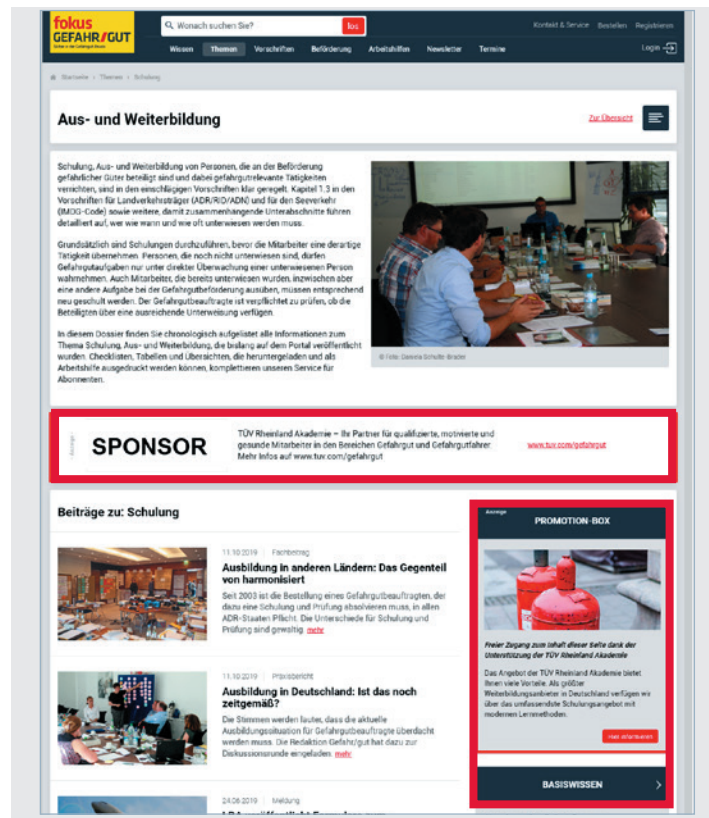 fokus
GEFAHR/GUT
Wonach suchen Sie?
los
Kontakt & Service Bestellen Registrieren
Wissen Themen Vorschriften Beförderung Arbeitshilfen Newsletter Termine
Login
Startseite › Themen › Schulung
Aus- und Weiterbildung
Zur Übersicht
Schulung, Aus- und Weiterbildung von Personen, die an der Beförderung
gefährlicher Güter beteiligt sind und dabei gefahrgutrelevante Tätigkeiten
verrichten, sind in den einschlägigen Vorschriften klar geregelt. Kapitel 1.3 in den
Vorschriften für Landverkehrsträger (ADR/RID/ADN) und für den Seeverkehr
(IMDG-Code) sowie weitere, damit zusammenhängende Unterabschnitte führen
detailliert auf, wer wie wann und wie oft unterwiesen werden muss.
Grundsätzlich sind Schulungen durchzuführen, bevor die Mitarbeiter eine derartige
Tätigkeit übernehmen. Personen, die noch nicht unterwiesen sind, dürfen
Gefahrgutaufgaben nur unter direkter Überwachung einer unterwiesenen Person
wahrnehmen. Auch Mitarbeiter, die bereits unterwiesen wurden, inzwischen aber
eine andere Aufgabe bei der Gefahrgutbeförderung ausüben, müssen entsprechend
neu geschult werden. Der Gefahrgutbeauftragte ist verpflichtet zu prüfen, ob die
Beteiligten über eine ausreichende Unterweisung verfügen.
In diesem Dossier finden Sie chronologisch aufgelistet alle Informationen zum
Thema Schulung, Aus- und Weiterbildung, die bislang auf dem Portal veröffentlicht
wurden. Checklisten, Tabellen und Übersichten, die heruntergeladen und als
Arbeitshilfe ausgedruckt werden können, komplettieren unseren Service für
Abonnenten.
© Foto: Daniela Schulte-Brader
- Anzeige -
SPONSOR
TÜV Rheinland Akademie – Ihr Partner für qualifizierte, motivierte und
gesunde Mitarbeiter in den Bereichen Gefahrgut und Gefahrgutfahrer.
Mehr Infos auf www.tuv.com/gefahrgut
www.tuv.com/gefahrgut
Beiträge zu: Schulung
11.10.2019 | Fachbeitrag
Ausbildung in anderen Ländern: Das Gegenteil
von harmonisiert
Seit 2003 ist die Bestellung eines Gefahrgutbeauftragten, der
dazu eine Schulung und Prüfung absolvieren muss, in allen
ADR-Staaten Pflicht. Die Unterschiede für Schulung und
Prüfung sind gewaltig. mehr
11.10.2019 | Praxisbericht
Ausbildung in Deutschland: Ist das noch
zeitgemäß?
Die Stimmen werden lauter, dass die aktuelle
Ausbildungssituation für Gefahrgutbeauftragte überdacht
werden muss. Die Redaktion Gefahr/gut hat dazu zur
Diskussionsrunde eingeladen. mehr
24.06.2019 | Meldung
Anzeige
PROMOTION-BOX
Freier Zugang zum Inhalt dieser Seite dank der
Unterstützung der TÜV Rheinland Akademie
Das Angebot der TÜV Rheinland Akademie bietet
Ihnen viele Vorteile. Als größter
Weiterbildungsanbieter in Deutschland verfügen wir
über das umfassendste Schulungsangebot mit
modernen Lernmethoden.
BASISWISSEN